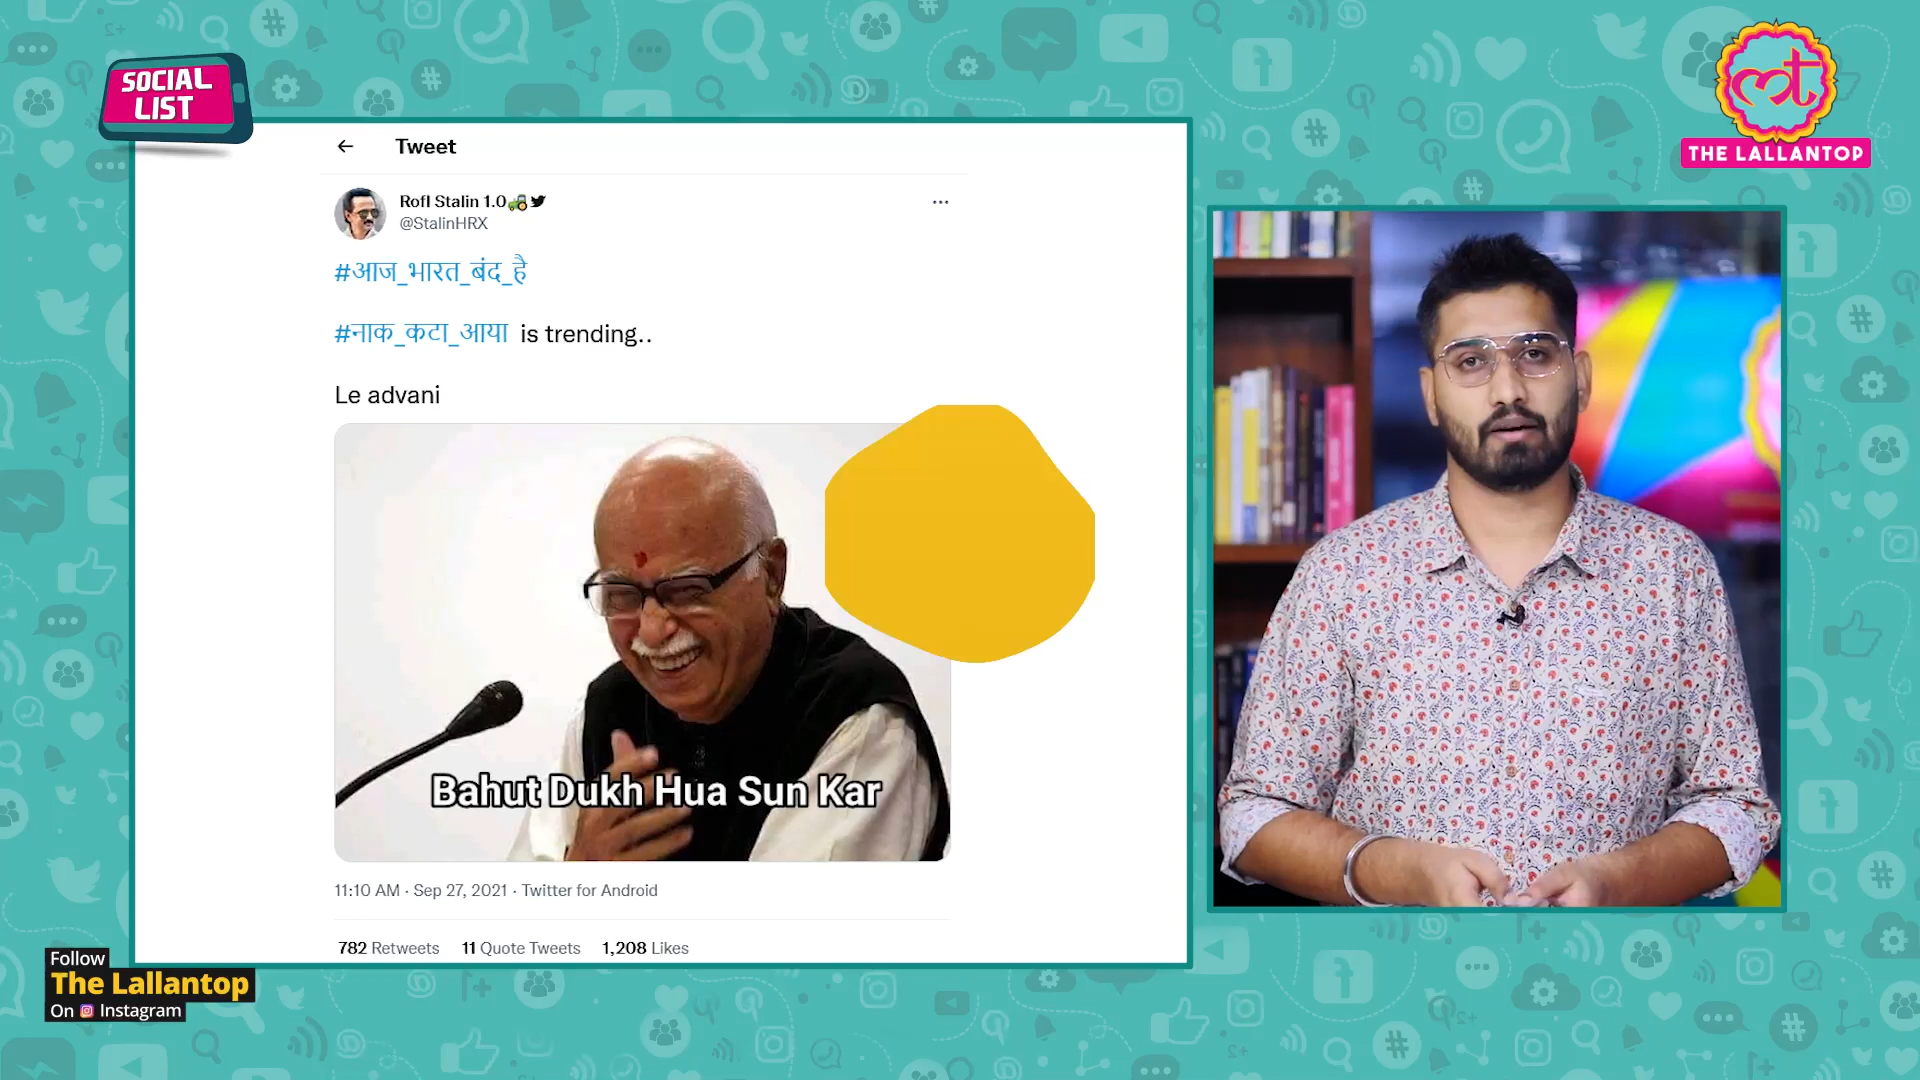 SOCIAL
LIST
Tweet
Rofl Stalin 1.0
@StalinHRX
#आज_भारत_बंद_है
#नाक_कटा_आया is trending..
Le advani
Bahut Dukh Hua Sun Kar
11:10 AM · Sep 27, 2021 · Twitter for Android
782 Retweets 11 Quote Tweets 1,208 Likes
मत
THE LALLANTOP
Follow
The Lallantop
On Instagram